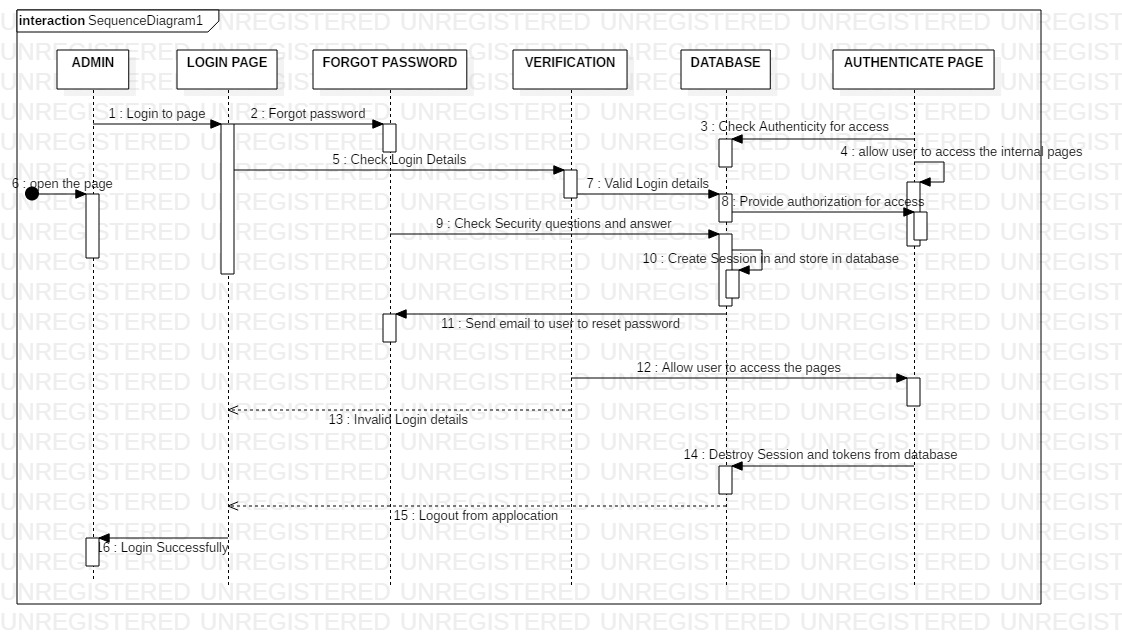 interaction SequenceDiagram1
ADMIN
LOGIN PAGE
FORGOT PASSWORD
VERIFICATION
DATABASE
AUTHENTICATE PAGE
1 : Login to page
2 : Forgot password
3 : Check Authenticity for access
4 : allow user to access the internal pages
5 : Check Login Details
6 : open the page
7 : Valid Login details
8 : Provide authorization for access
9 : Check Security questions and answer
10 : Create Session in and store in database
11 : Send email to user to reset password
12 : Allow user to access the pages
13 : Invalid Login details
14 : Destroy Session and tokens from database
15 : Logout from applocation
16 : Login Successfully
UNREGISTERED